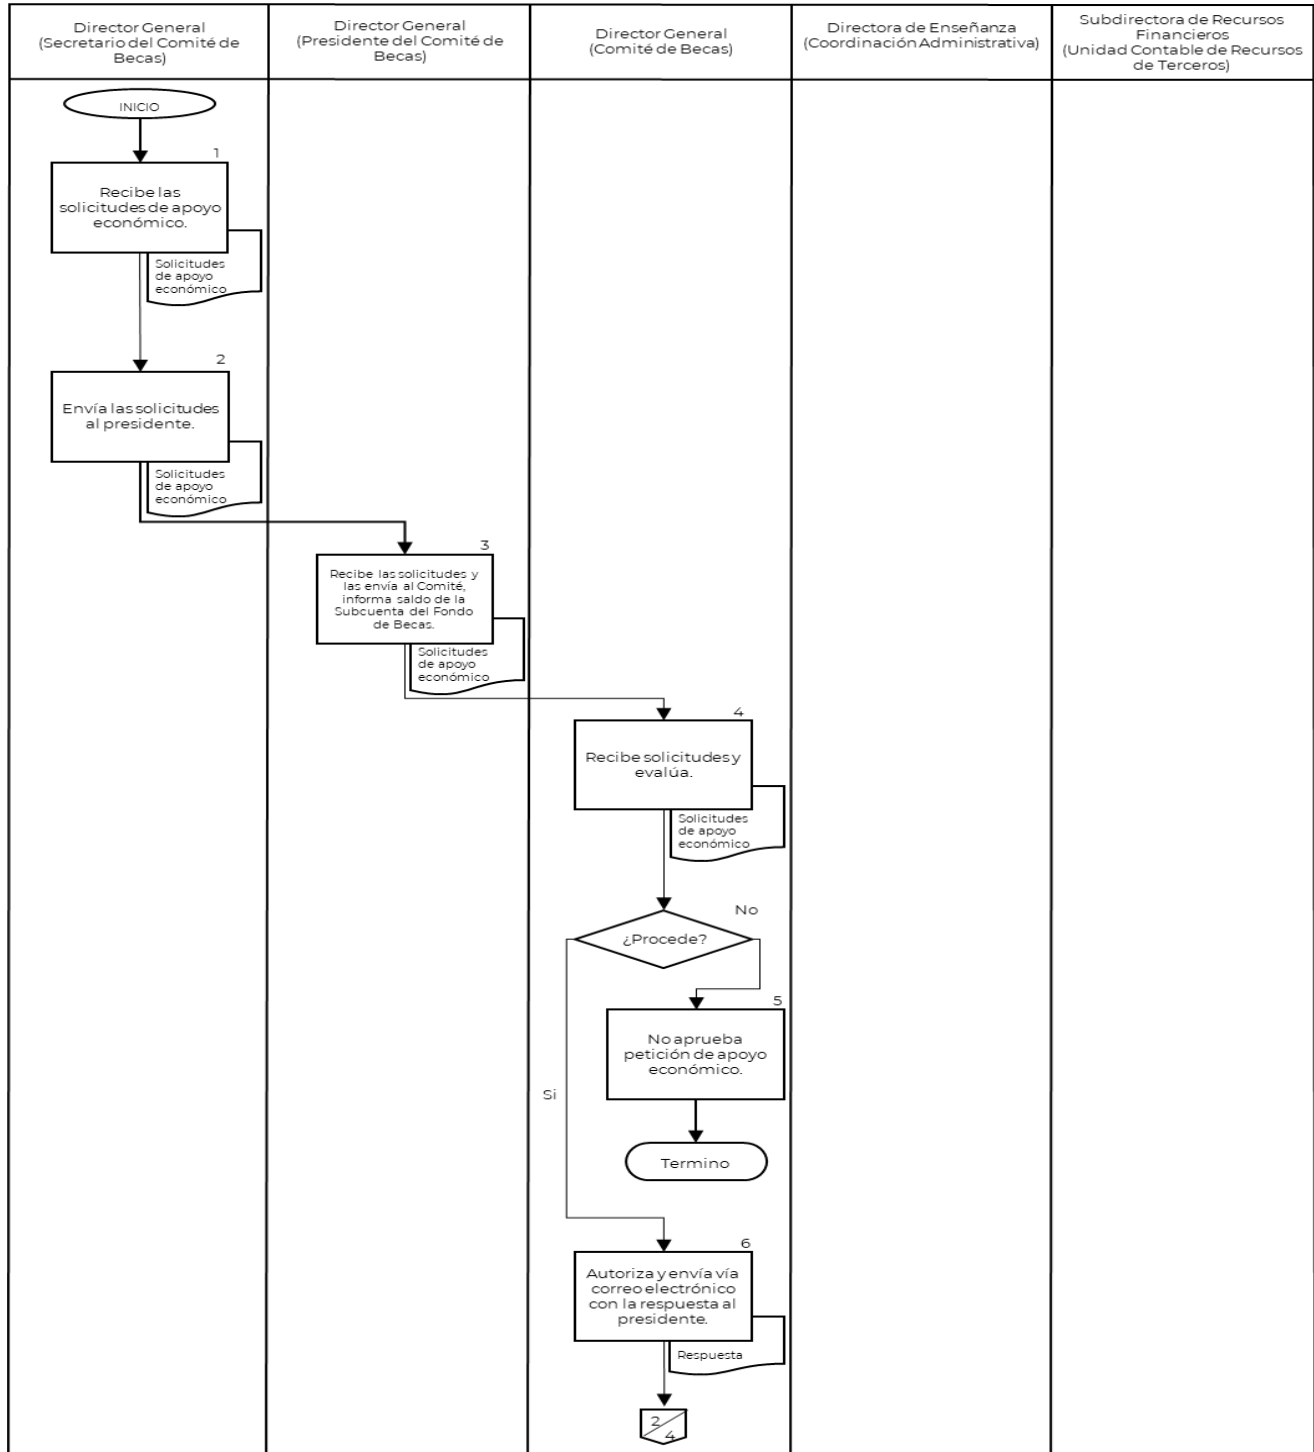 Director General
(Secretario del Comité de
Becas)
Director General
(Presidente del Comité de
Becas)
Director General
(Comité de Becas)
Directora de Enseñanza
(Coordinación Administrativa)
Subdirectora de Recursos
Financieros
(Unidad Contable de Recursos
de Terceros)
INICIO
1
Recibe las
solicitudes de apoyo
económico.
Solicitudes
de apoyo
económico
2
Envía las solicitudes
al presidente.
Solicitudes
de apoyo
económico
3
Recibe las solicitudes y
las envía al Comité,
informa saldo de la
Subcuenta del Fondo
de Becas.
Solicitudes
de apoyo
económico
4
Recibe solicitudes y
evalúa.
Solicitudes
de apoyo
económico
No
¿Procede?
5
No aprueba
petición de apoyo
económico.
Si
Termino
6
Autoriza y envía vía
correo electrónico
con la respuesta al
presidente.
Respuesta
2
4